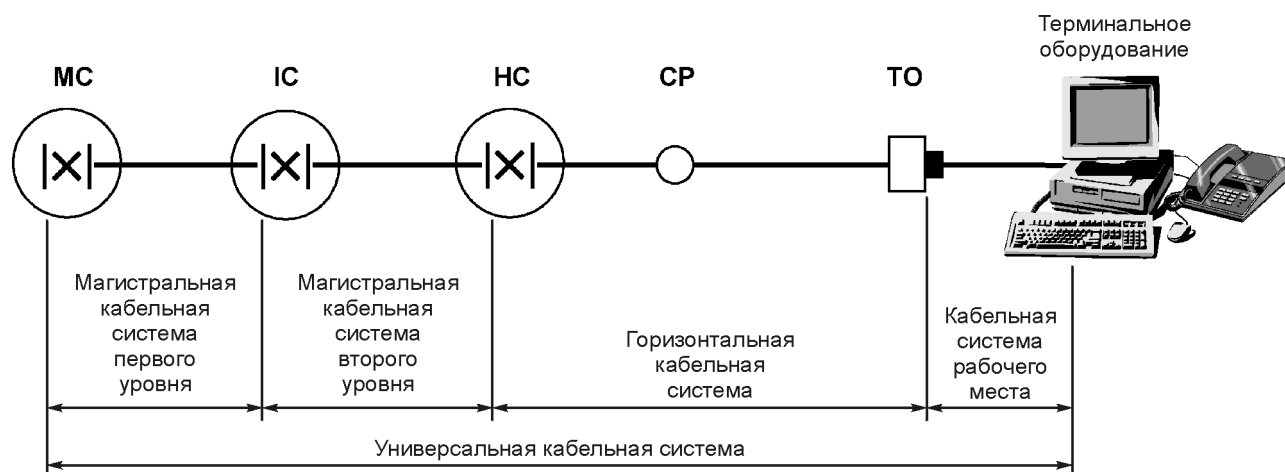 Терминальное
оборудование
MC
IC
HC
CP
TO
Магистральная
кабельная
система
первого
уровня
Магистральная
кабельная
система
второго
уровня
Горизонтальная
кабельная
система
Кабельная
система
рабочего
места
Универсальная кабельная система